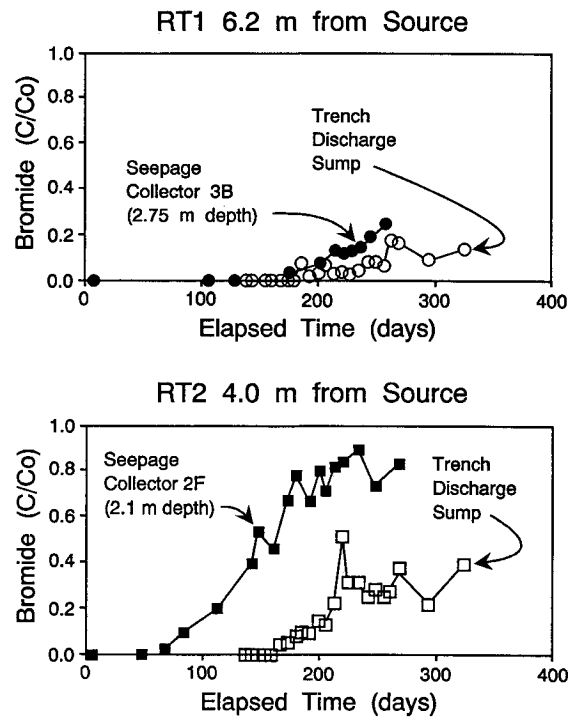 RT1 6.2 m from Source
Bromide (C/Co)
1.0
0.8
0.6
0.4
0.2
0.0
Trench
Discharge
Sump
Seepage
Collector 3B
(2.75 m depth)
0 100 200 300 400
Elapsed Time (days)
RT2 4.0 m from Source
Bromide (C/Co)
1.0
0.8
0.6
0.4
0.2
0.0
Seepage
Collector 2F
(2.1 m depth)
Trench
Discharge
Sump
0 100 200 300 400
Elapsed Time (days)